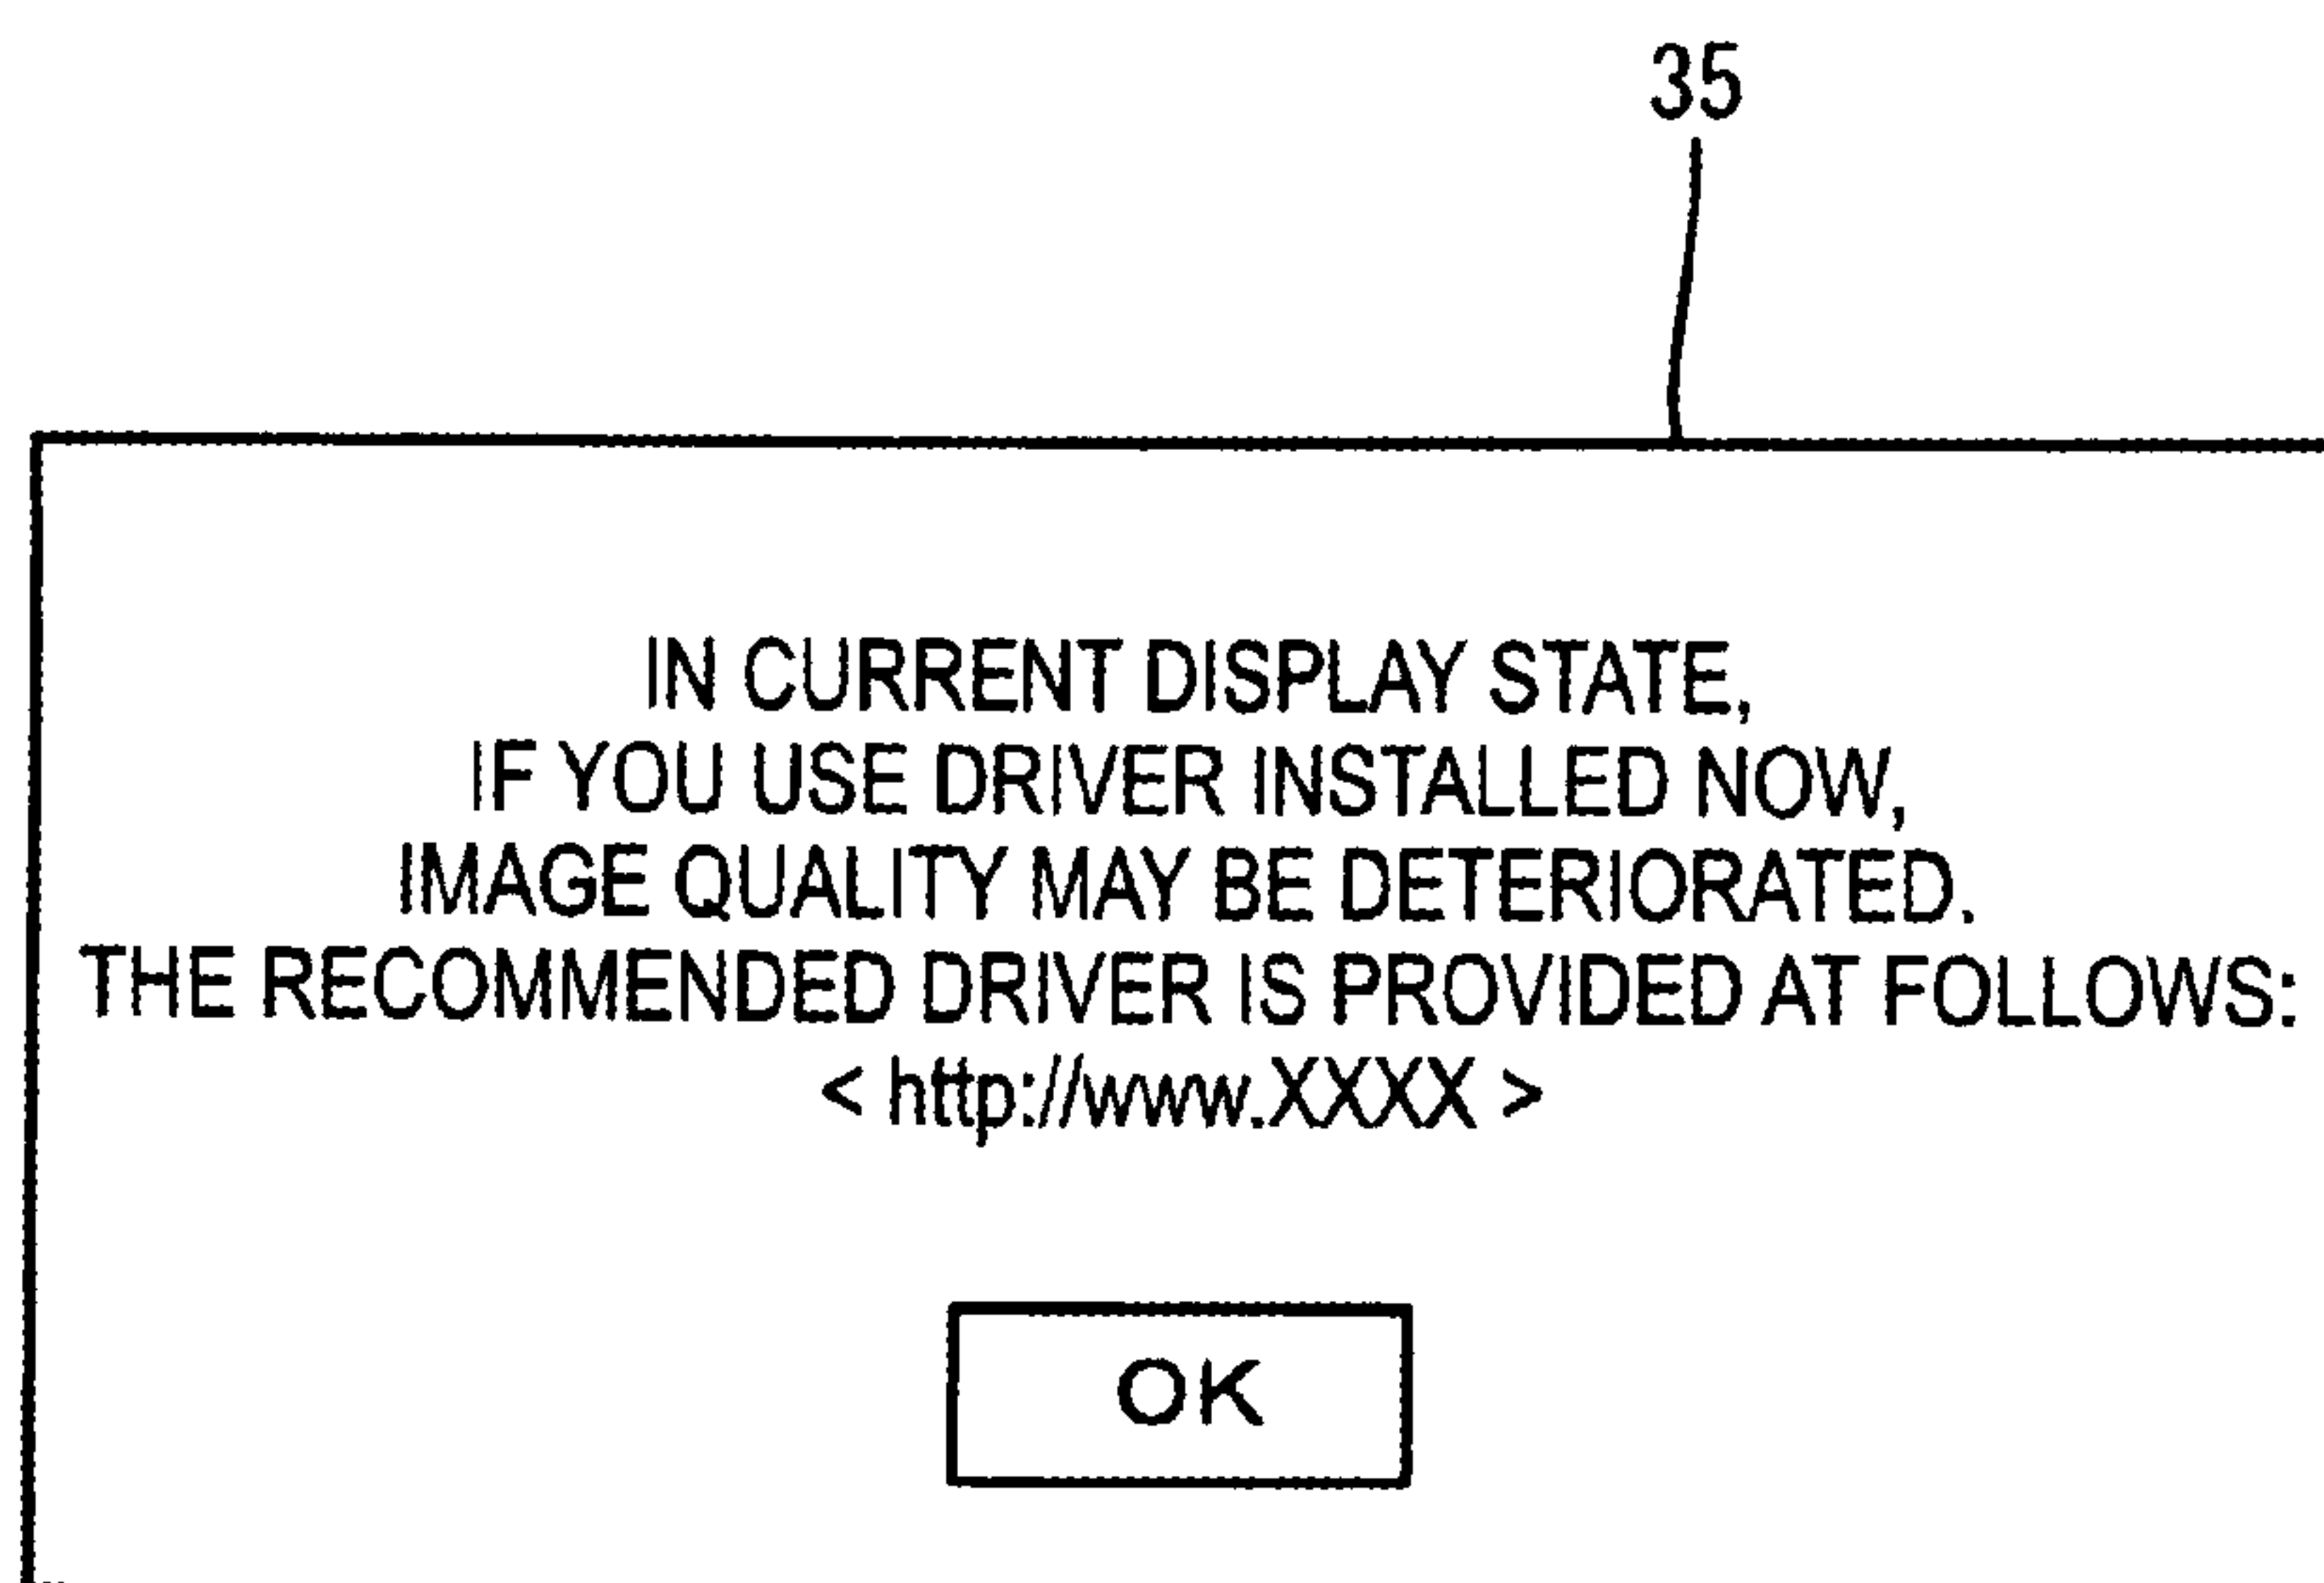 35
IN CURRENT DISPLAY STATE,
IF YOU USE DRIVER INSTALLED NOW,
IMAGE QUALITY MAY BE DETERIORATED.
THE RECOMMENDED DRIVER IS PROVIDED AT FOLLOWS:
< http://www.XXXX >
OK